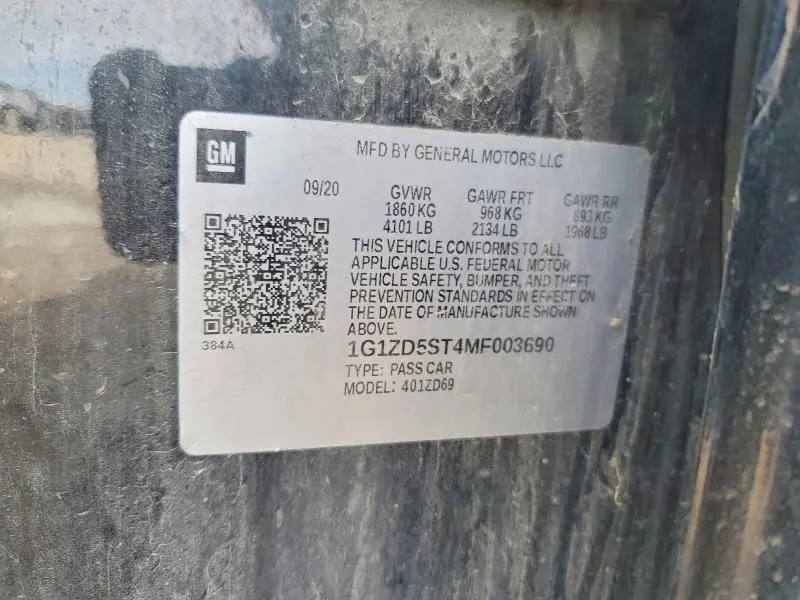 GM
MFD BY GENERAL MOTORS LLC
09/20 GVWR GAWR FRT GAWR RR
1860 KG 968 KG 893 KG
4101 LB 2134 LB 1968 LB
THIS VEHICLE CONFORMS TO ALL
APPLICABLE U.S. FEDERAL MOTOR
VEHICLE SAFETY, BUMPER, AND THEFT
PREVENTION STANDARDS IN EFFECT ON
THE DATE OF MANUFACTURE SHOWN
ABOVE.
384A
1G1ZD5ST4MF003690
TYPE: PASS CAR
MODEL: 401ZD69